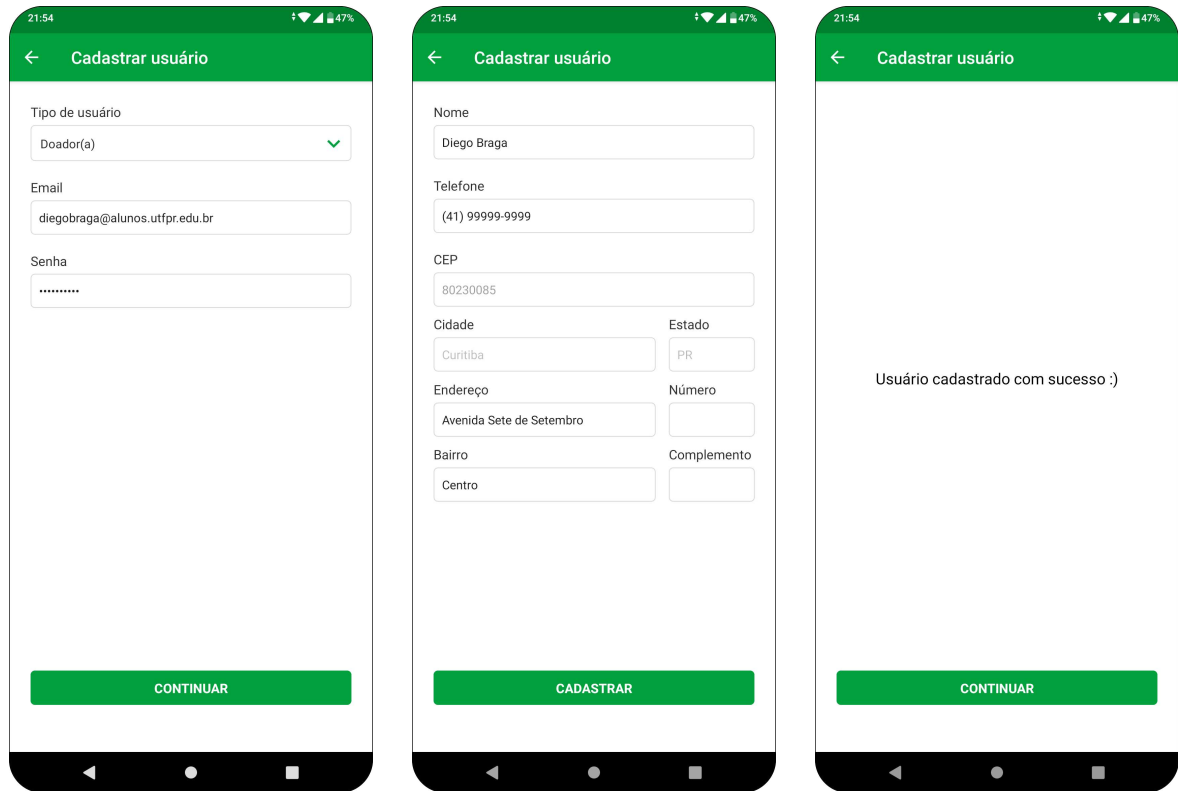 21:54
47%
Cadastrar usuário
Tipo de usuário
Doador(a)
Email
diegobraga@alunos.utfpr.edu.br
Senha
••••••••••
CONTINUAR
21:54
47%
Cadastrar usuário
Nome
Diego Braga
Telefone
(41) 99999-9999
CEP
80230085
Cidade
Estado
Curitiba
PR
Endereço
Número
Avenida Sete de Setembro
Bairro
Complemento
Centro
CADASTRAR
21:54
47%
Cadastrar usuário
Usuário cadastrado com sucesso :)
CONTINUAR